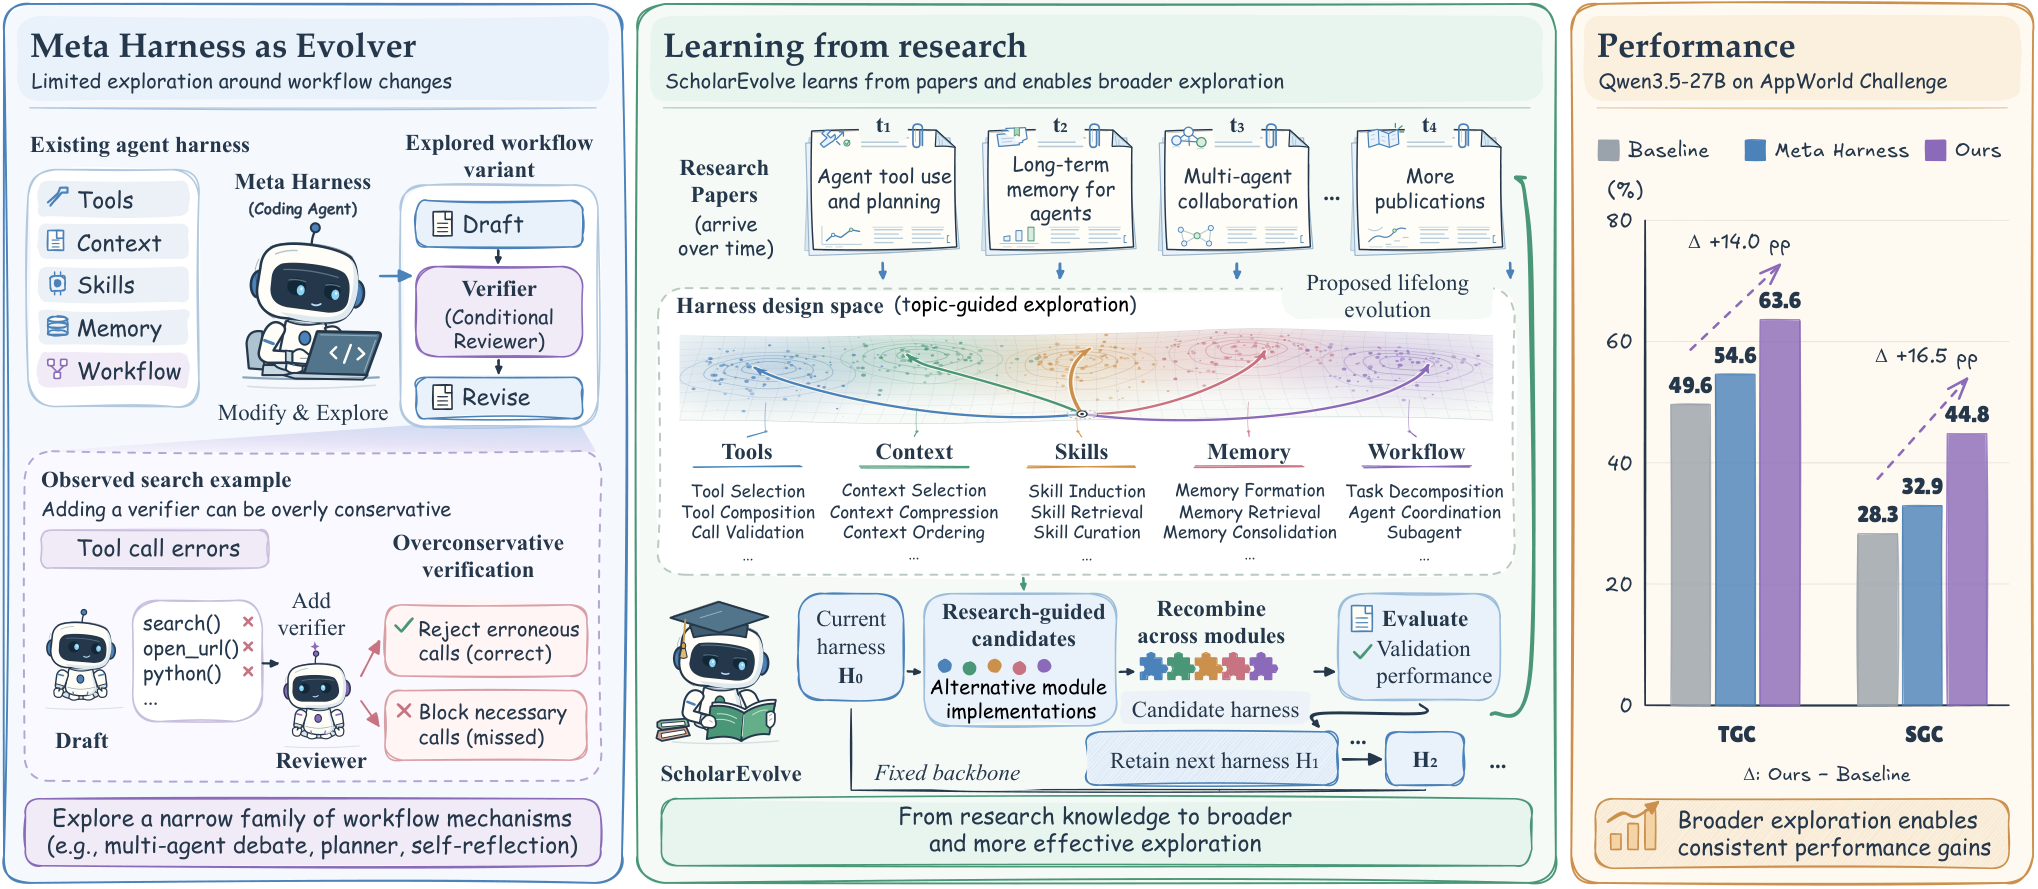 Meta Harness as Evolver
Limited exploration around workflow changes
Existing agent harness
Tools
Context
Skills
Memory
Workflow
Meta Harness
(Coding Agent)
</>
Modify & Explore
Explored workflow
variant
Draft
Verifier
(Conditional
Reviewer)
Revise
Observed search example
Adding a verifier can be overly conservative
Tool call errors
Draft
search() ×
open_url() ×
python() ×
...
Add
verifier
Reviewer
Overconservative
verification
Reject erroneous
calls (correct)
Block necessary
calls (missed)
Explore a narrow family of workflow mechanisms
(e.g., multi-agent debate, planner, self-reflection)
Learning from research
ScholarEvolve learns from papers and enables broader exploration
Research
Papers
(arrive
over time)
t₁
Agent tool use
and planning
t₂
Long-term
memory for
agents
t₃
Multi-agent
collaboration
...
t₄
More
publications
Proposed lifelong
evolution
Harness design space (topic-guided exploration)
Tools
Tool Selection
Tool Composition
Call Validation
...
Context
Context Selection
Context Compression
Context Ordering
...
Skills
Skill Induction
Skill Retrieval
Skill Curation
...
Memory
Memory Formation
Memory Retrieval
Memory Consolidation
...
Workflow
Task Decomposition
Agent Coordination
Subagent
...
ScholarEvolve
Current
harness
H₀
Research-guided
candidates
Alternative module
implementations
Recombine
across modules
Candidate harness
Evaluate
Validation
performance
Fixed backbone
Retain next harness H₁
...
H₂
...
From research knowledge to broader
and more effective exploration
Performance
Qwen3.5-27B on AppWorld Challenge
Baseline
Meta Harness
Ours
(%)
80
60
40
20
0
Δ +14.0 pp
49.6
54.6
63.6
Δ +16.5 pp
28.3
32.9
44.8
TGC
SGC
Δ: Ours − Baseline
Broader exploration enables
consistent performance gains